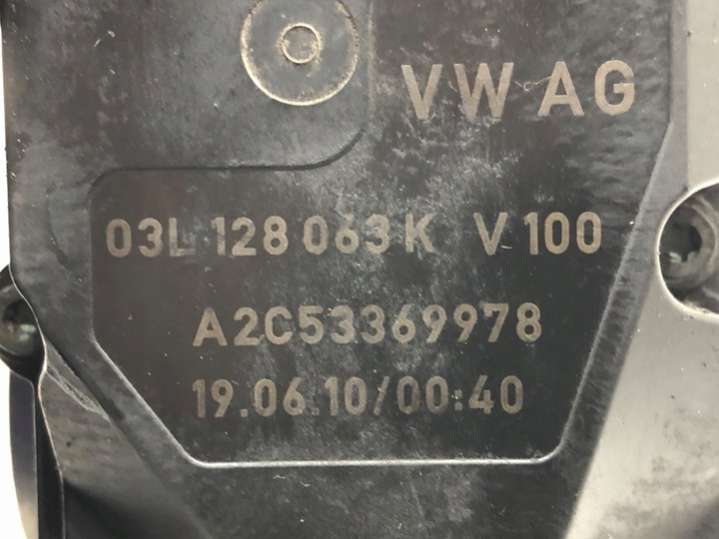 VW AG
03L 128 063 K V 100
A2C53369978
19.06.10/00:40